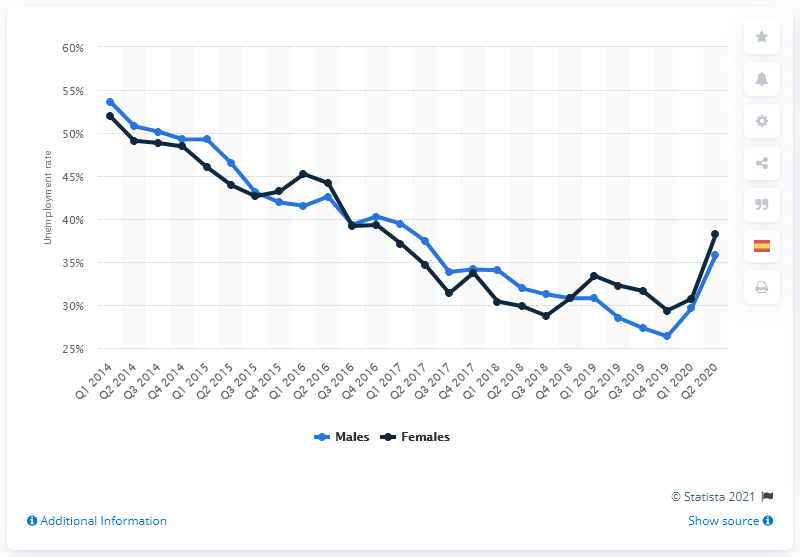 60%
55%
50%
45%
40%
35%
30%
25%
Unemployment rate
Q1 2014
Q2 2014
Q3 2014
Q4 2014
Q1 2015
Q2 2015
Q3 2015
Q4 2015
Q1 2016
Q2 2016
Q3 2016
Q4 2016
Q1 2017
Q2 2017
Q3 2017
Q4 2017
Q1 2018
Q2 2018
Q3 2018
Q4 2018
Q1 2019
Q2 2019
Q3 2019
Q4 2019
Q1 2020
Q2 2020
Males Females
© Statista 2021
Additional Information Show source